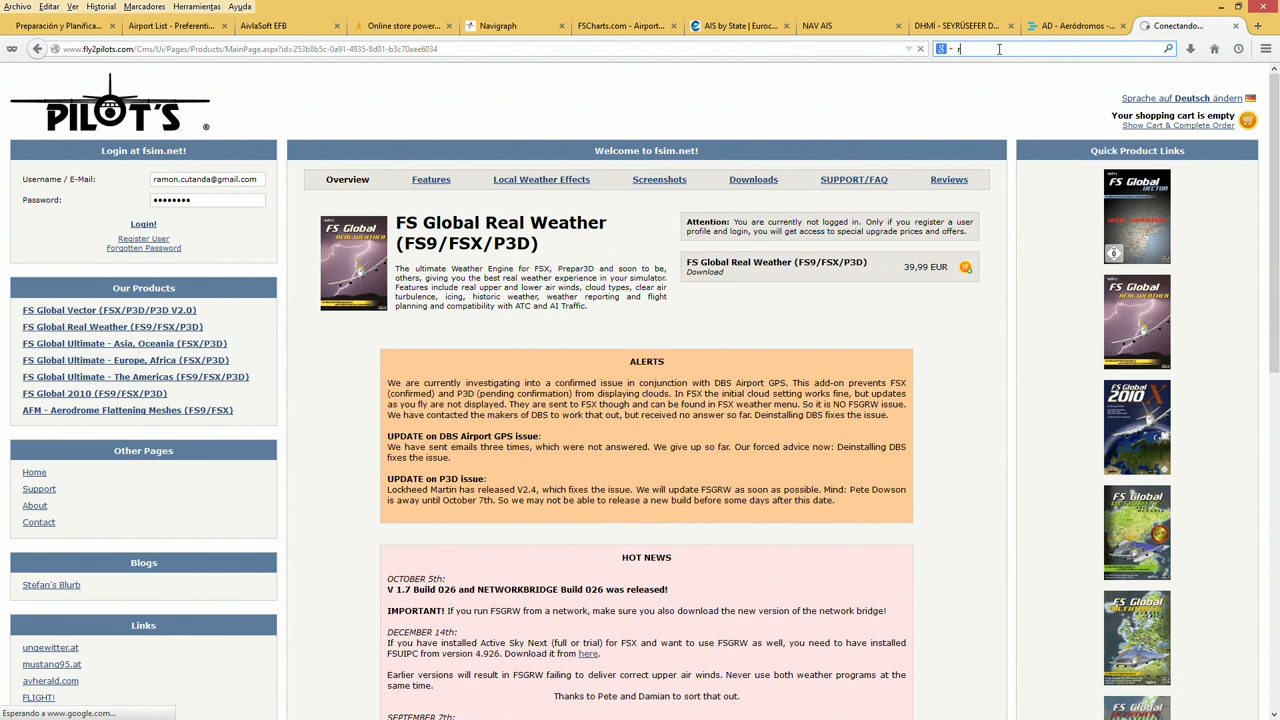 Archivo Editar Ver Historial Marcadores Herramientas Ayuda
Preparación y Planifica... Airport List - Preferenti... AivlaSoft EFB Online store power... Navigraph FSCharts.com - Airport... AIS by State | Euroc... NAV AIS DHMİ - SEYRÜSEFER D... AD - Aeródromos - ... Conectando...
www.fly2pilots.com/Cms/Ui/Pages/Products/MainPage.aspx?id=253b8b5c-0a91-4935-8d01-b3c70aee6034
r
PILOT'S ®
Sprache auf Deutsch ändern
Your shopping cart is empty
Show Cart & Complete Order
Login at fsim.net!
Username / E-Mail: ramon.cutanda@gmail.com
Password: ••••••••
Login!
Register User
Forgotten Password
Our Products
FS Global Vector (FSX/P3D/P3D V2.0)
FS Global Real Weather (FS9/FSX/P3D)
FS Global Ultimate - Asia, Oceania (FSX/P3D)
FS Global Ultimate - Europe, Africa (FSX/P3D)
FS Global Ultimate - The Americas (FS9/FSX/P3D)
FS Global 2010 (FS9/FSX/P3D)
AFM - Aerodrome Flattening Meshes (FS9/FSX)
Other Pages
Home
Support
About
Contact
Blogs
Stefan's Blurb
Links
ungewitter.at
mustang95.at
avherald.com
FLIGHT!
Esperando a www.google.com...
Welcome to fsim.net!
Overview Features Local Weather Effects Screenshots Downloads SUPPORT/FAQ Reviews
FS Global
REAL WEATHER
FS Global Real Weather
(FS9/FSX/P3D)
The ultimate Weather Engine for FSX, Prepar3D and soon to be,
others, giving you the best real weather experience in your simulator.
Features include real upper and lower air winds, cloud types, clear air
turbulence, icing, historic weather, weather reporting and flight
planning and compatibility with ATC and AI Traffic.
Attention: You are currently not logged in. Only if you register a user
profile and login, you will get access to special upgrade prices and offers.
FS Global Real Weather (FS9/FSX/P3D)
Download
39,99 EUR
ALERTS
We are currently investigating into a confirmed issue in conjunction with DBS Airport GPS. This add-on prevents FSX
(confirmed) and P3D (pending confirmation) from displaying clouds. In FSX the initial cloud setting works fine, but updates
as you fly are not displayed. They are sent to FSX though and can be found in FSX weather menu. So it is NO FSGRW issue.
We have contacted the makers of DBS to work that out, but received no answer so far. Deinstalling DBS fixes the issue.
UPDATE on DBS Airport GPS issue:
We have sent emails three times, which were not answered. We give up so far. Our forced advice now: Deinstalling DBS
fixes the issue.
UPDATE on P3D issue:
Lockheed Martin has released V2.4, which fixes the issue. We will update FSGRW as soon as possible. Mind: Pete Dowson
is away until October 7th. So we may not be able to release a new build before some days after this date.
HOT NEWS
OCTOBER 5th:
V 1.7 Build 026 and NETWORKBRIDGE Build 026 was released!
IMPORTANT! If you run FSGRW from a network, make sure you also download the new version of the network bridge!
DECEMBER 14th:
If you have installed Active Sky Next (full or trial) for FSX and want to use FSGRW as well, you need to have installed
FSUIPC from version 4.926. Download it from here.
Earlier versions will result in FSGRW failing to deliver correct upper air winds. Never use both weather programs at the
same time.
Thanks to Pete and Damian to sort that out.
SEPTEMBER 7th:
Quick Product Links
FS Global
VECTOR
FS Global
REAL WEATHER
FS Global
2010 X
FS Global
FS Global
FS Global